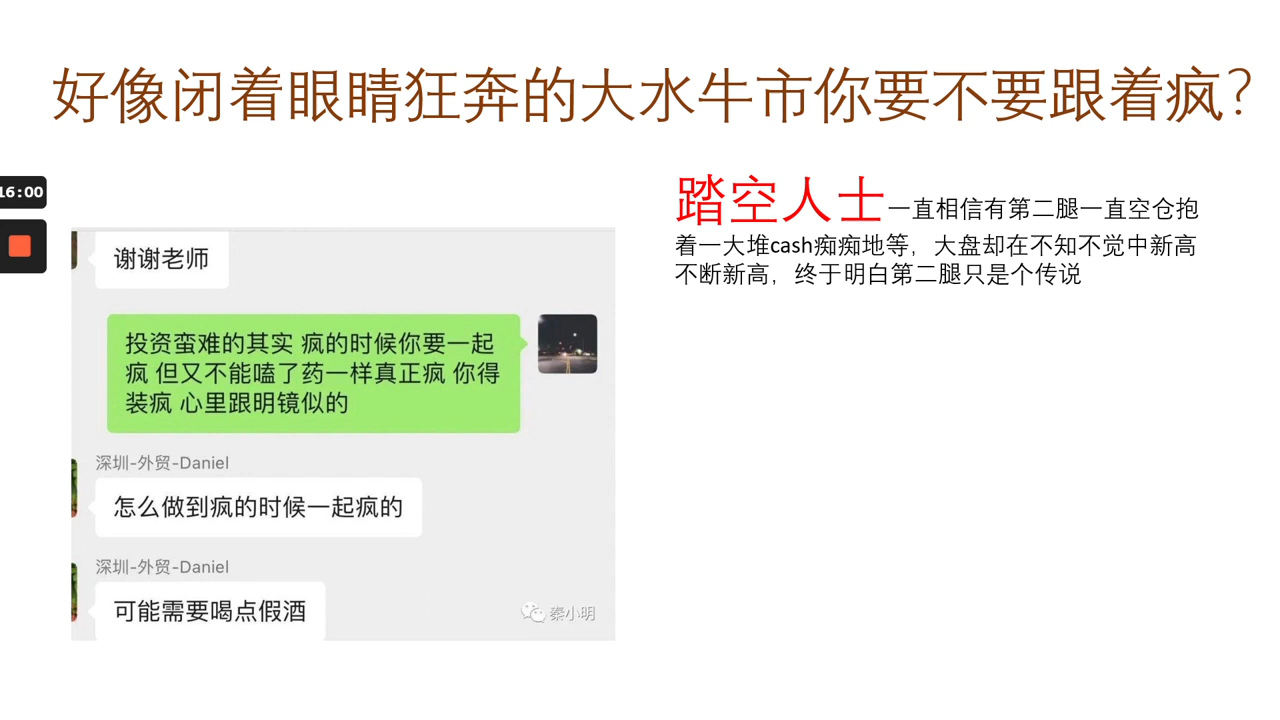 好像闭着眼睛狂奔的大水牛市你要不要跟着疯？
16:00
谢谢老师
投资蛮难的其实 疯的时候你要一起
疯 但又不能嗑了药一样真正疯 你得
装疯 心里跟明镜似的
深圳-外贸-Daniel
怎么做到疯的时候一起疯的
深圳-外贸-Daniel
可能需要喝点假酒
秦小明
踏空人士一直相信有第二腿一直空仓抱
着一大堆cash痴痴地等，大盘却在不知不觉中新高
不断新高，终于明白第二腿只是个传说